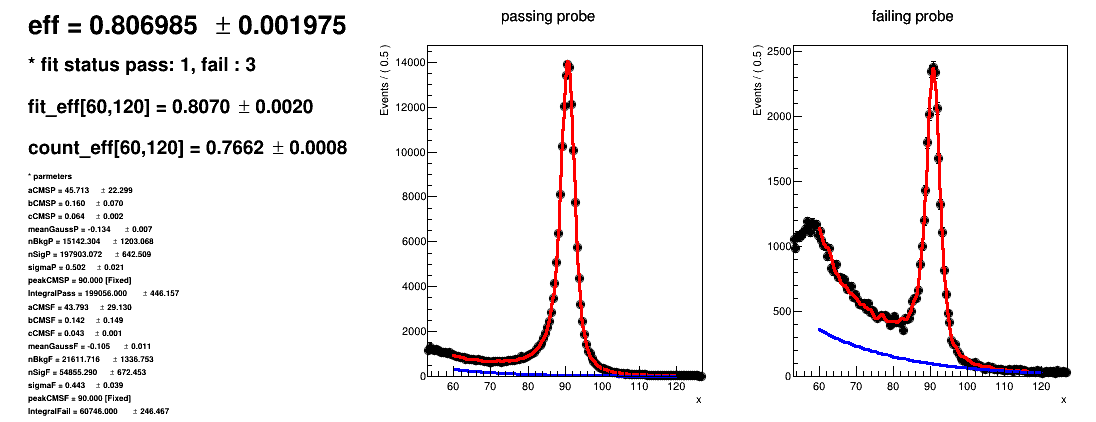 eff = 0.806985 ± 0.001975
* fit status pass: 1, fail : 3
fit_eff[60,120] = 0.8070 ± 0.0020
count_eff[60,120] = 0.7662 ± 0.0008
* parmeters
aCMSP = 45.713 ± 22.299
bCMSP = 0.160 ± 0.070
cCMSP = 0.064 ± 0.002
meanGaussP = -0.134 ± 0.007
nBkgP = 15142.304 ± 1203.068
nSigP = 197903.072 ± 642.509
sigmaP = 0.502 ± 0.021
peakCMSP = 90.000 [Fixed]
IntegralPass = 199056.000 ± 446.157
aCMSF = 43.793 ± 29.130
bCMSF = 0.142 ± 0.149
cCMSF = 0.043 ± 0.001
meanGaussF = -0.105 ± 0.011
nBkgF = 21611.716 ± 1336.753
nSigF = 54855.290 ± 672.453
sigmaF = 0.443 ± 0.039
peakCMSF = 90.000 [Fixed]
IntegralFail = 60746.000 ± 246.467
passing probe
Events / ( 0.5 )
14000
12000
10000
8000
6000
4000
2000
0
60 70 80 90 100 110 120
x
failing probe
Events / ( 0.5 )
2500
2000
1500
1000
500
0
60 70 80 90 100 110 120
x